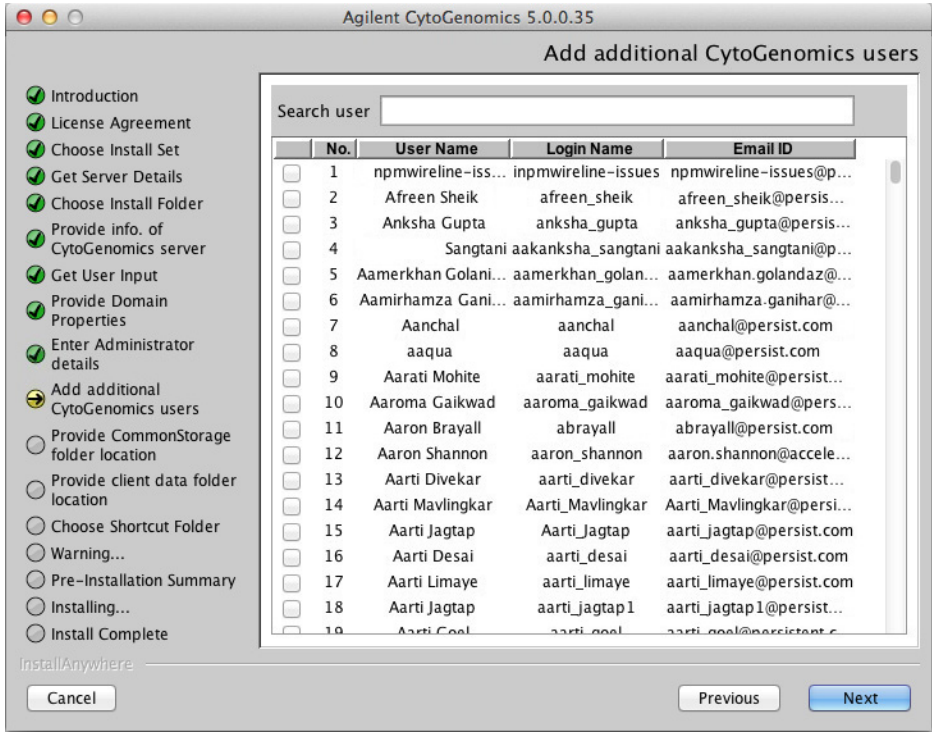 Agilent CytoGenomics 5.0.0.35
Add additional CytoGenomics users
Introduction
License Agreement
Choose Install Set
Get Server Details
Choose Install Folder
Provide info. of
CytoGenomics server
Get User Input
Provide Domain
Properties
Enter Administrator
details
Add additional
CytoGenomics users
Provide CommonStorage
folder location
Provide client data folder
location
Choose Shortcut Folder
Warning...
Pre-Installation Summary
Installing...
Install Complete
Search user
No. User Name Login Name Email ID
1 npmwireline-iss... inpmwireline-issues npmwireline-issues@p...
2 Afreen Sheik afreen_sheik afreen_sheik@persis...
3 Anksha Gupta anksha_gupta anksha_gupta@persis...
4 Sangtani aakanksha_sangtani aakanksha_sangtani@p...
5 Aamerkhan Golani... aamerkhan_golan... aamerkhan.golandaz@...
6 Aamirhamza Gani... aamirhamza_gani... aamirhamza.ganihar@...
7 Aanchal aanchal aanchal@persist.com
8 aaqua aaqua aaqua@persist.com
9 Aarati Mohite aarati_mohite aarati_mohite@persist...
10 Aaroma Gaikwad aaroma_gaikwad aaroma_gaikwad@pers...
11 Aaron Brayall abrayall abrayall@persist.com
12 Aaron Shannon aaron_shannon aaron.shannon@accele...
13 Aarti Divekar aarti_divekar aarti_divekar@persist...
14 Aarti Mavlingkar Aarti_Mavlingkar Aarti_Mavlingkar@persi...
15 Aarti Jagtap Aarti_Jagtap aarti_jagtap@persist.com
16 Aarti Desai aarti_desai aarti_desai@persist.com
17 Aarti Limaye aarti_limaye aarti_limaye@persist.com
18 Aarti Jagtap aarti_jagtap1 aarti_jagtap1@persist...
19 Aarti Goel aarti_goel aarti_goel@persistent.c...
InstallAnywhere
Cancel
Previous
Next